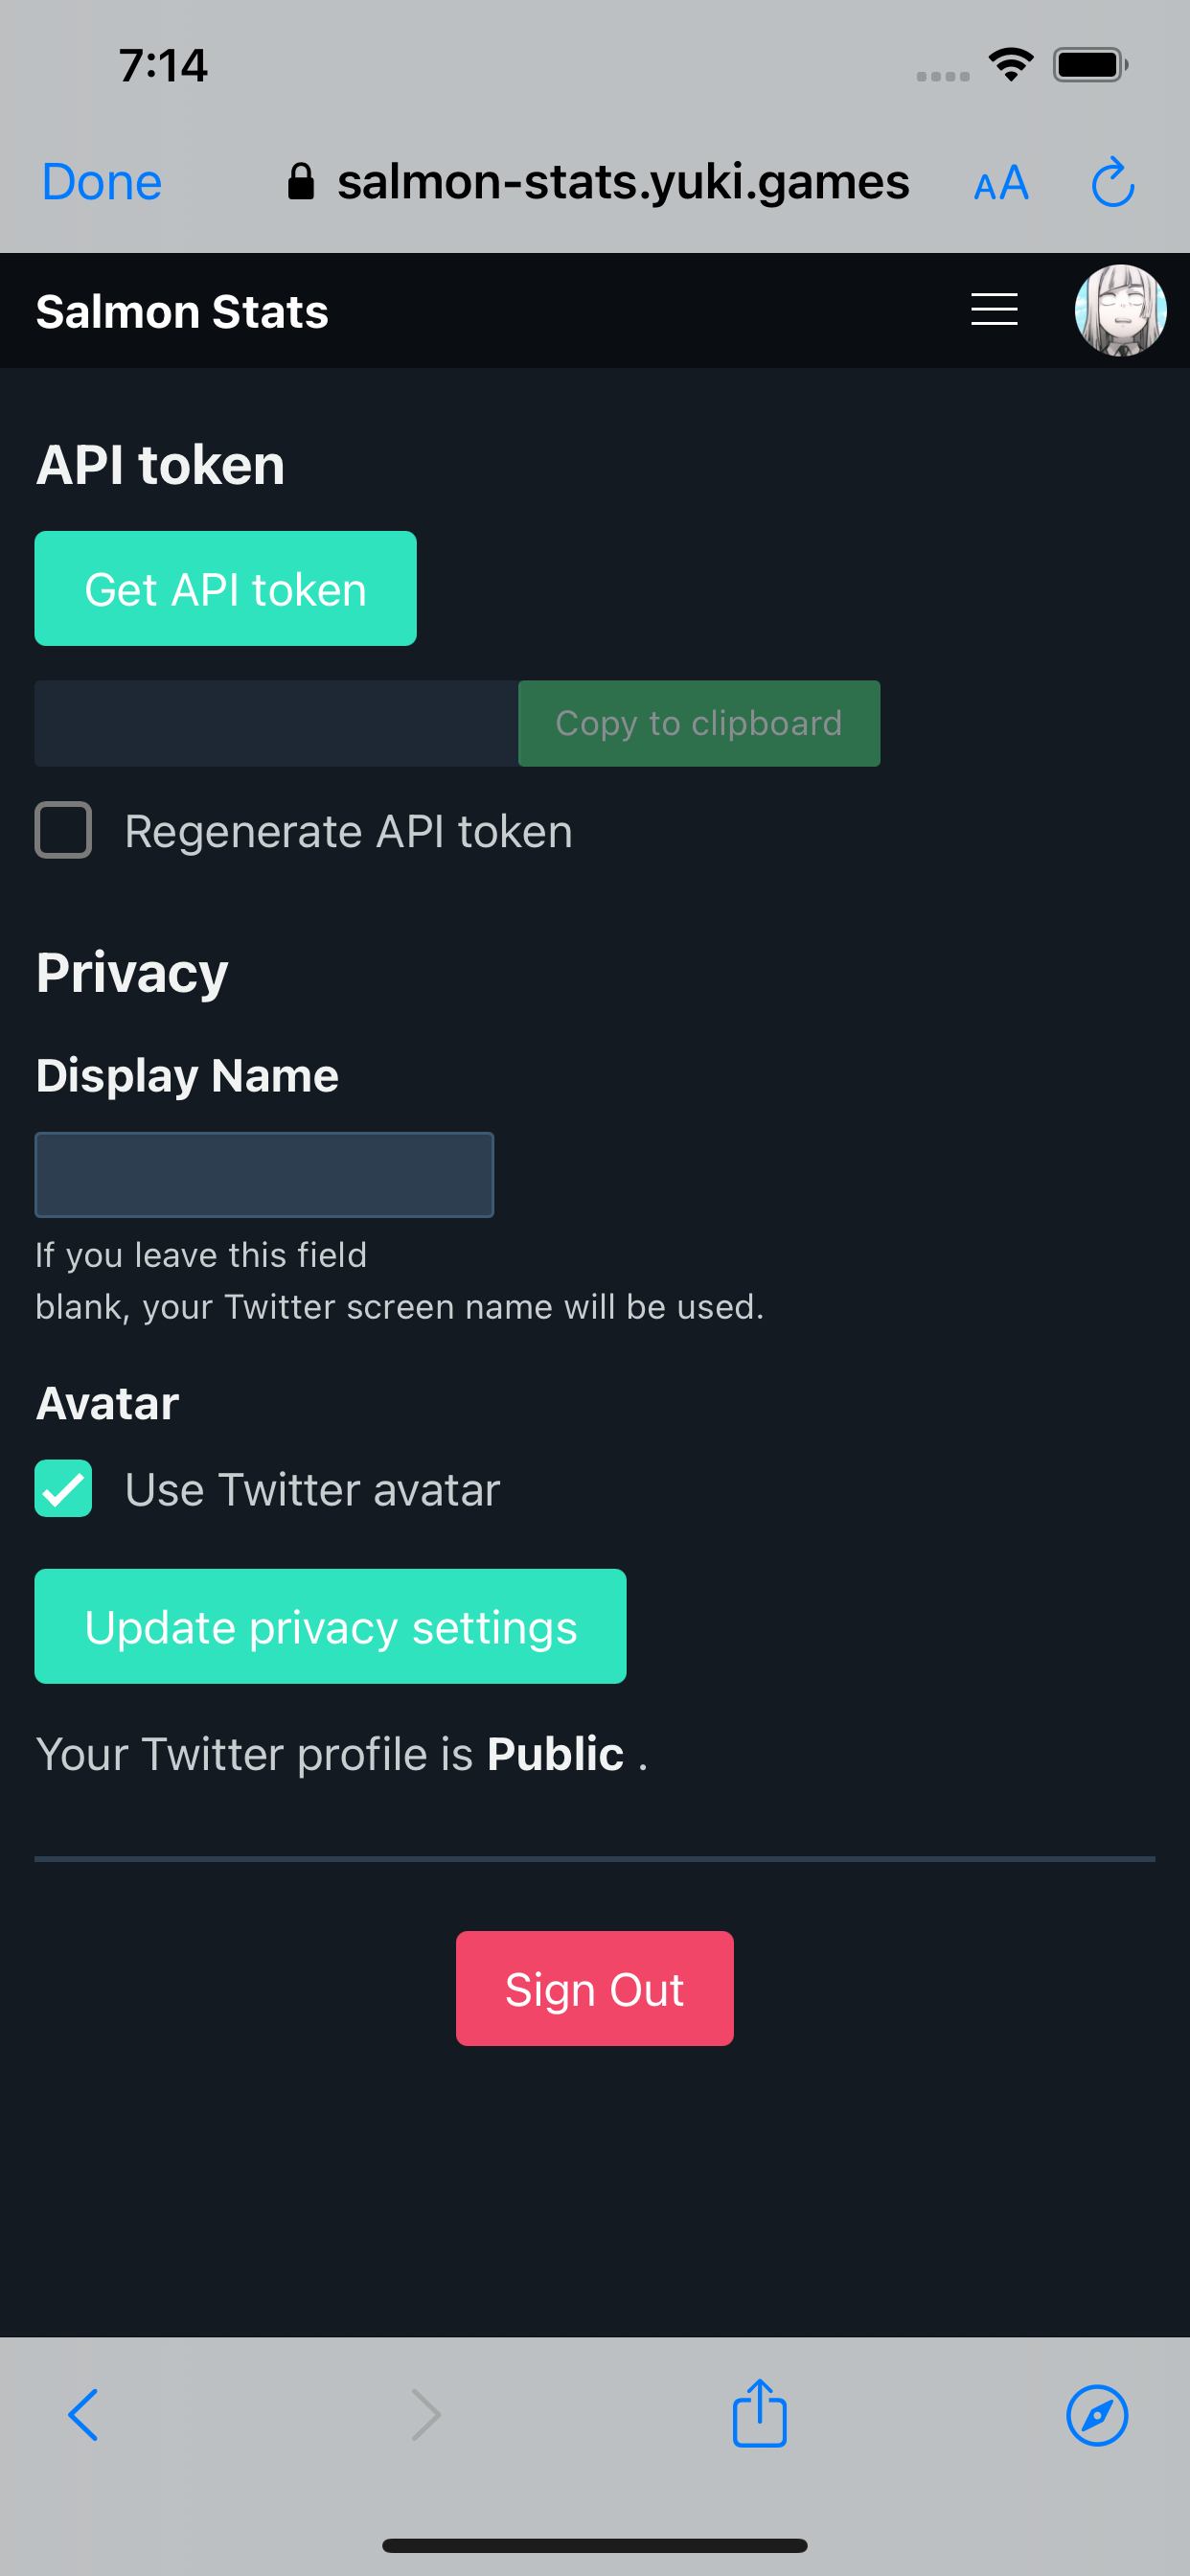 7:14
Done
salmon-stats.yuki.games
AA
Salmon Stats
API token
Get API token
Copy to clipboard
Regenerate API token
Privacy
Display Name
If you leave this field
blank, your Twitter screen name will be used.
Avatar
Use Twitter avatar
Update privacy settings
Your Twitter profile is Public .
Sign Out